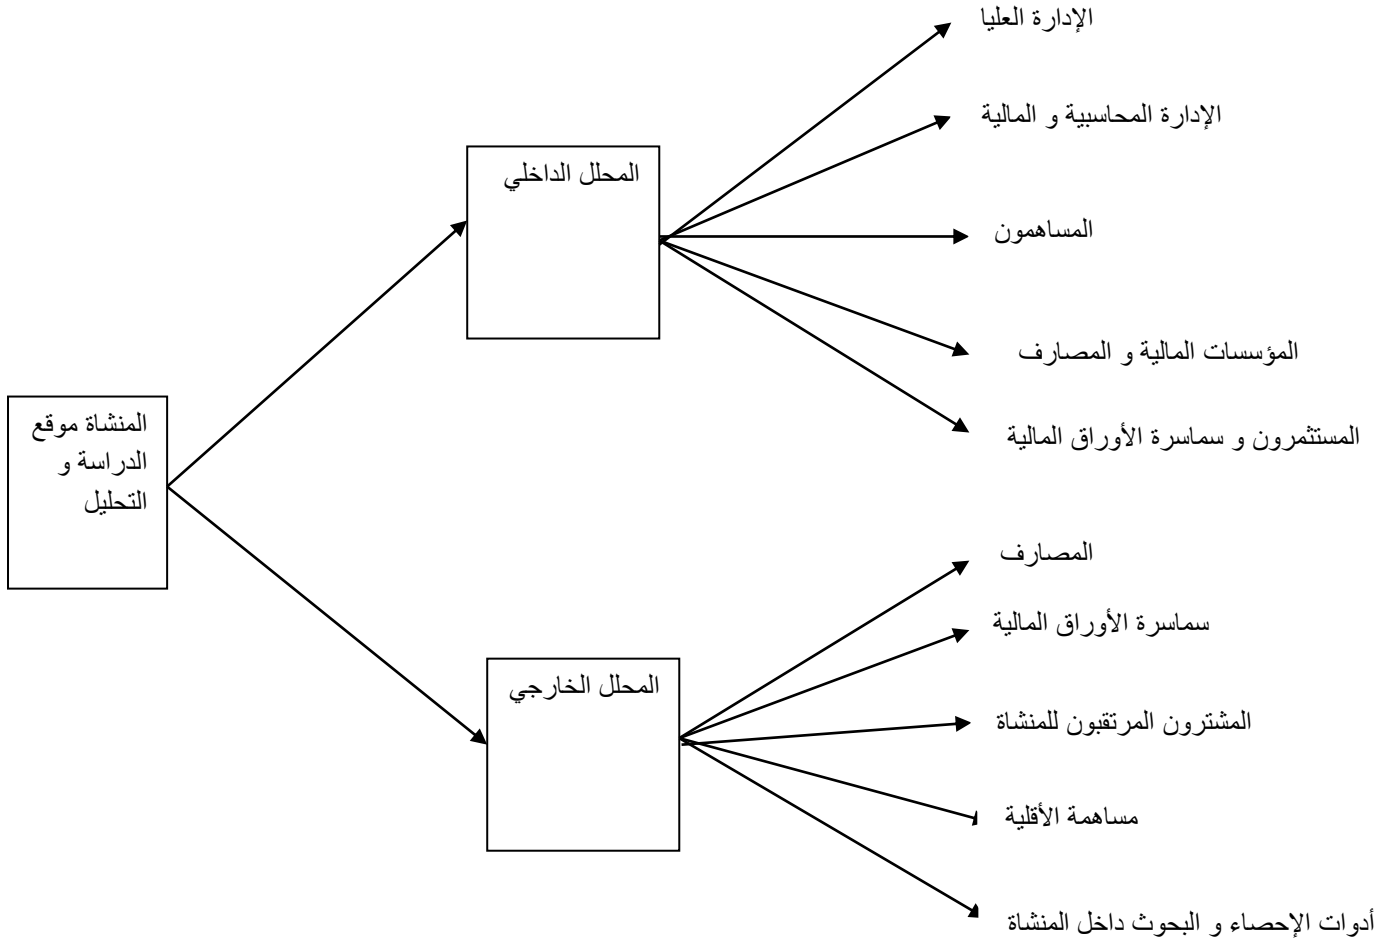 الإدارة العليا
الإدارة المحاسبية و المالية
المحلل الداخلي
المساهمون
المؤسسات المالية و المصارف
المستثمرون و سماسرة الأوراق المالية
المنشاة موقع
الدراسة و
التحليل
المصارف
سماسرة الأوراق المالية
المحلل الخارجي
المشترون المرتقبون للمنشاة
مساهمة الأقلية
أدوات الإحصاء و البحوث داخل المنشاة